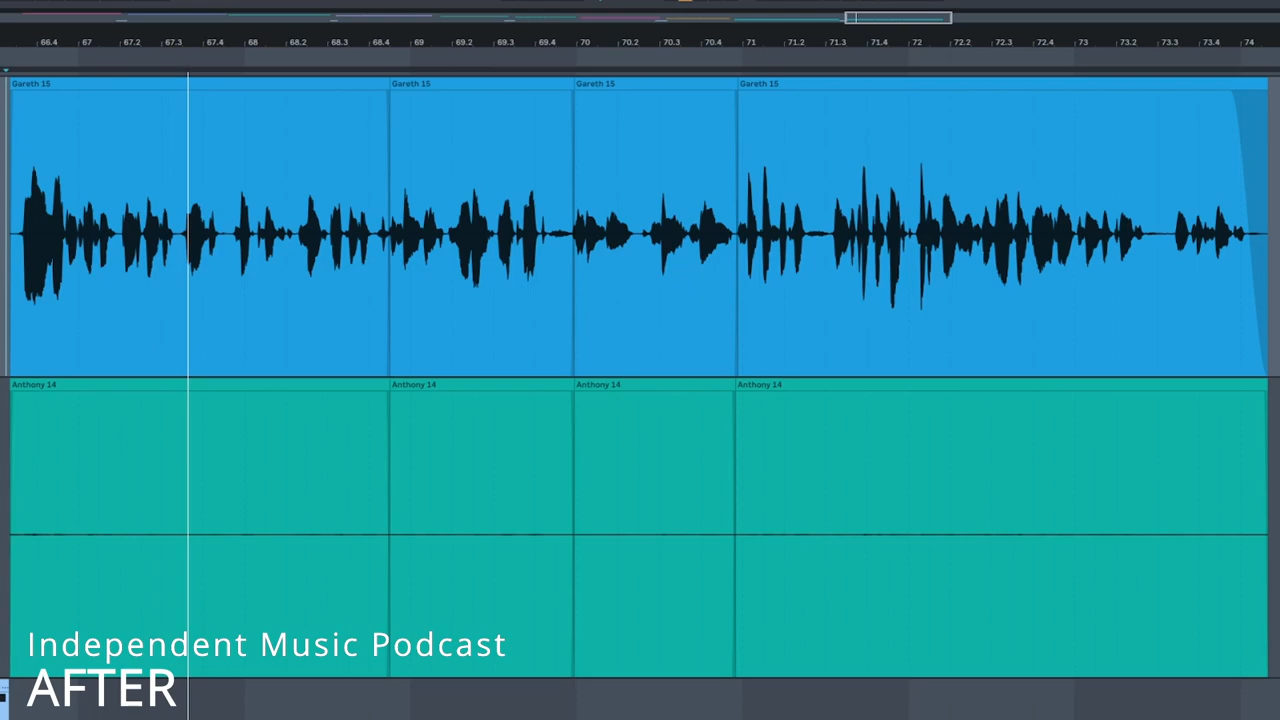 66.4 67 67.2 67.3 67.4 68 68.2 68.3 68.4 69 69.2 69.3 69.4 70 70.2 70.3 70.4 71 71.2 71.3 71.4 72 72.2 72.3 72.4 73 73.2 73.3 73.4 74
Gareth 15 Gareth 15 Gareth 15 Gareth 15
Anthony 14 Anthony 14 Anthony 14 Anthony 14
Independent Music Podcast
AFTER